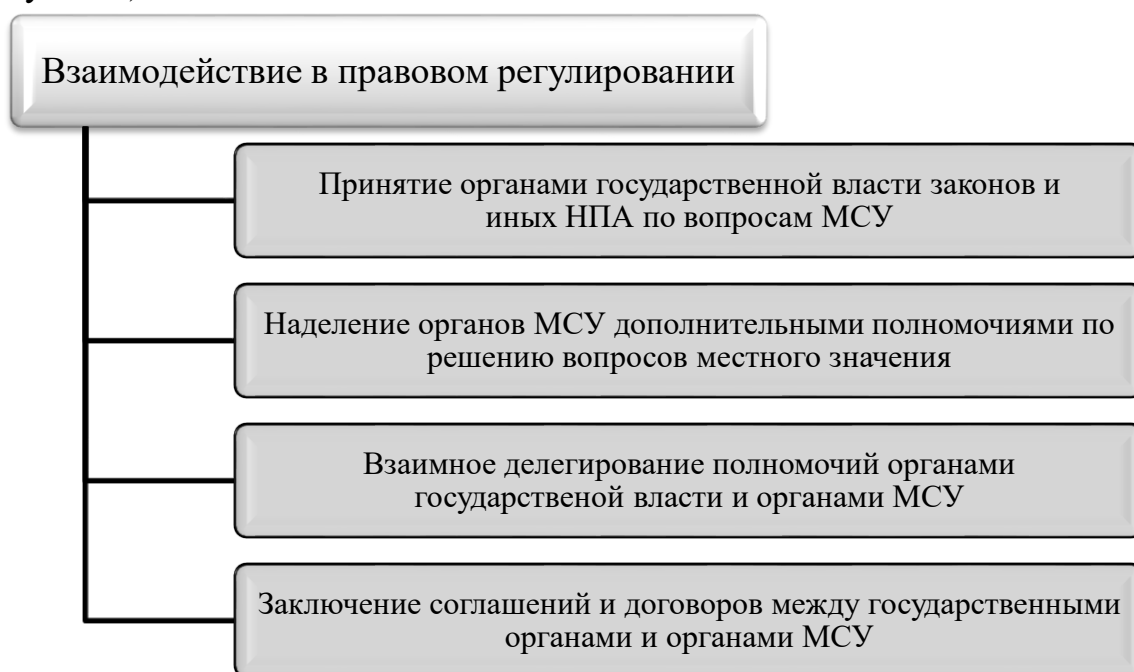 Взаимодействие в правовом регулировании
Принятие органами государственной власти законов и
иных НПА по вопросам МСУ
Наделение органов МСУ дополнительными полномочиями по
решению вопросов местного значения
Взаимное делегирование полномочий органами
государственой власти и органами МСУ
Заключение соглашений и договоров между государственными
органами и органами МСУ